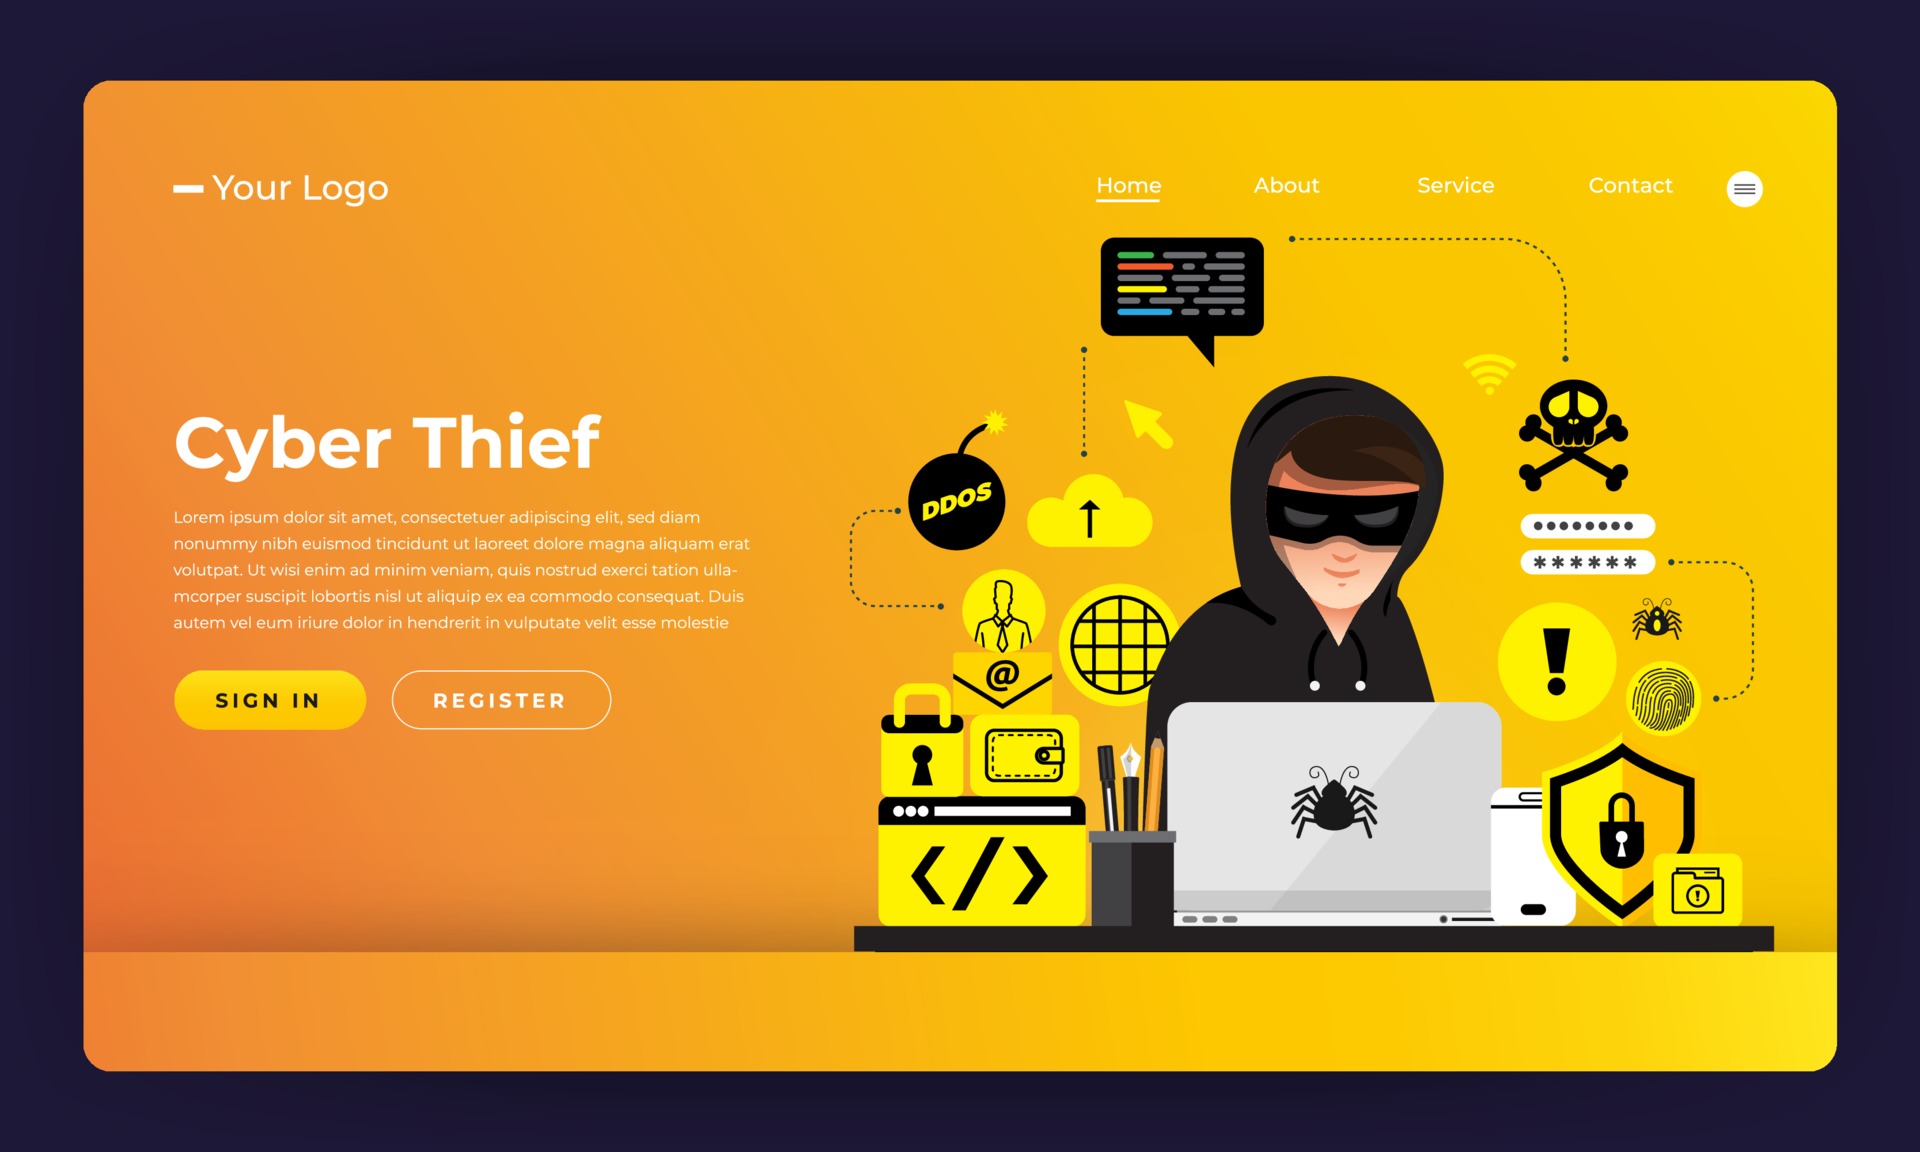 Your Logo
Home
About
Service
Contact
Cyber Thief
Lorem ipsum dolor sit amet, consectetuer adipiscing elit, sed diam
nonummy nibh euismod tincidunt ut laoreet dolore magna aliquam erat
volutpat. Ut wisi enim ad minim veniam, quis nostrud exerci tation ulla-
mcorper suscipit lobortis nisl ut aliquip ex ea commodo consequat. Duis
autem vel eum iriure dolor in hendrerit in vulputate velit esse molestie
SIGN IN
REGISTER
DDOS
@
******
!
</>
!